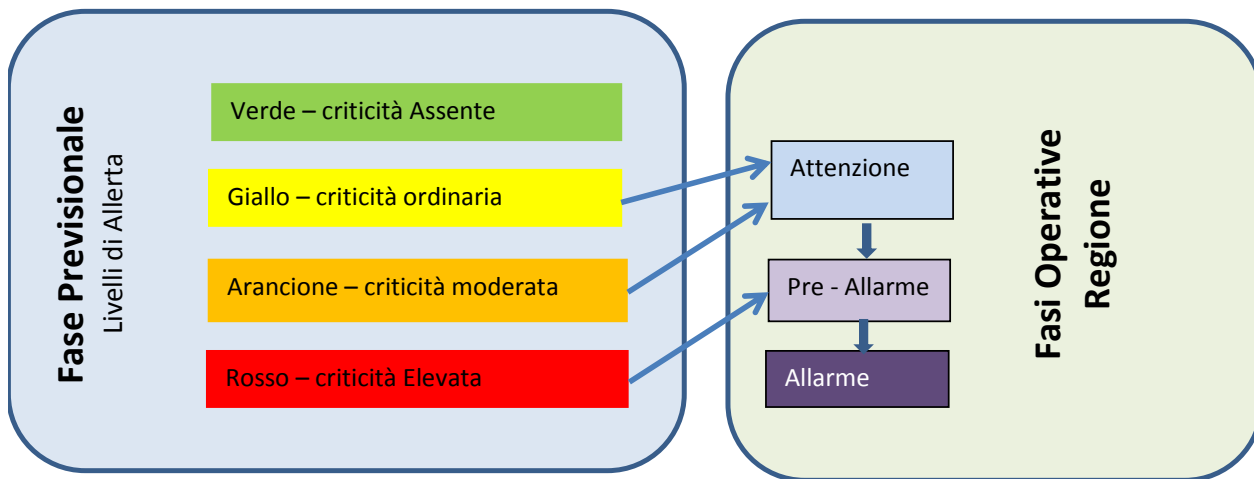 Fase Previsionale
Livelli di Allerta
Verde – criticità Assente
Giallo – criticità ordinaria
Arancione – criticità moderata
Rosso – criticità Elevata
Attenzione
Pre - Allarme
Allarme
Fasi Operative
Regione